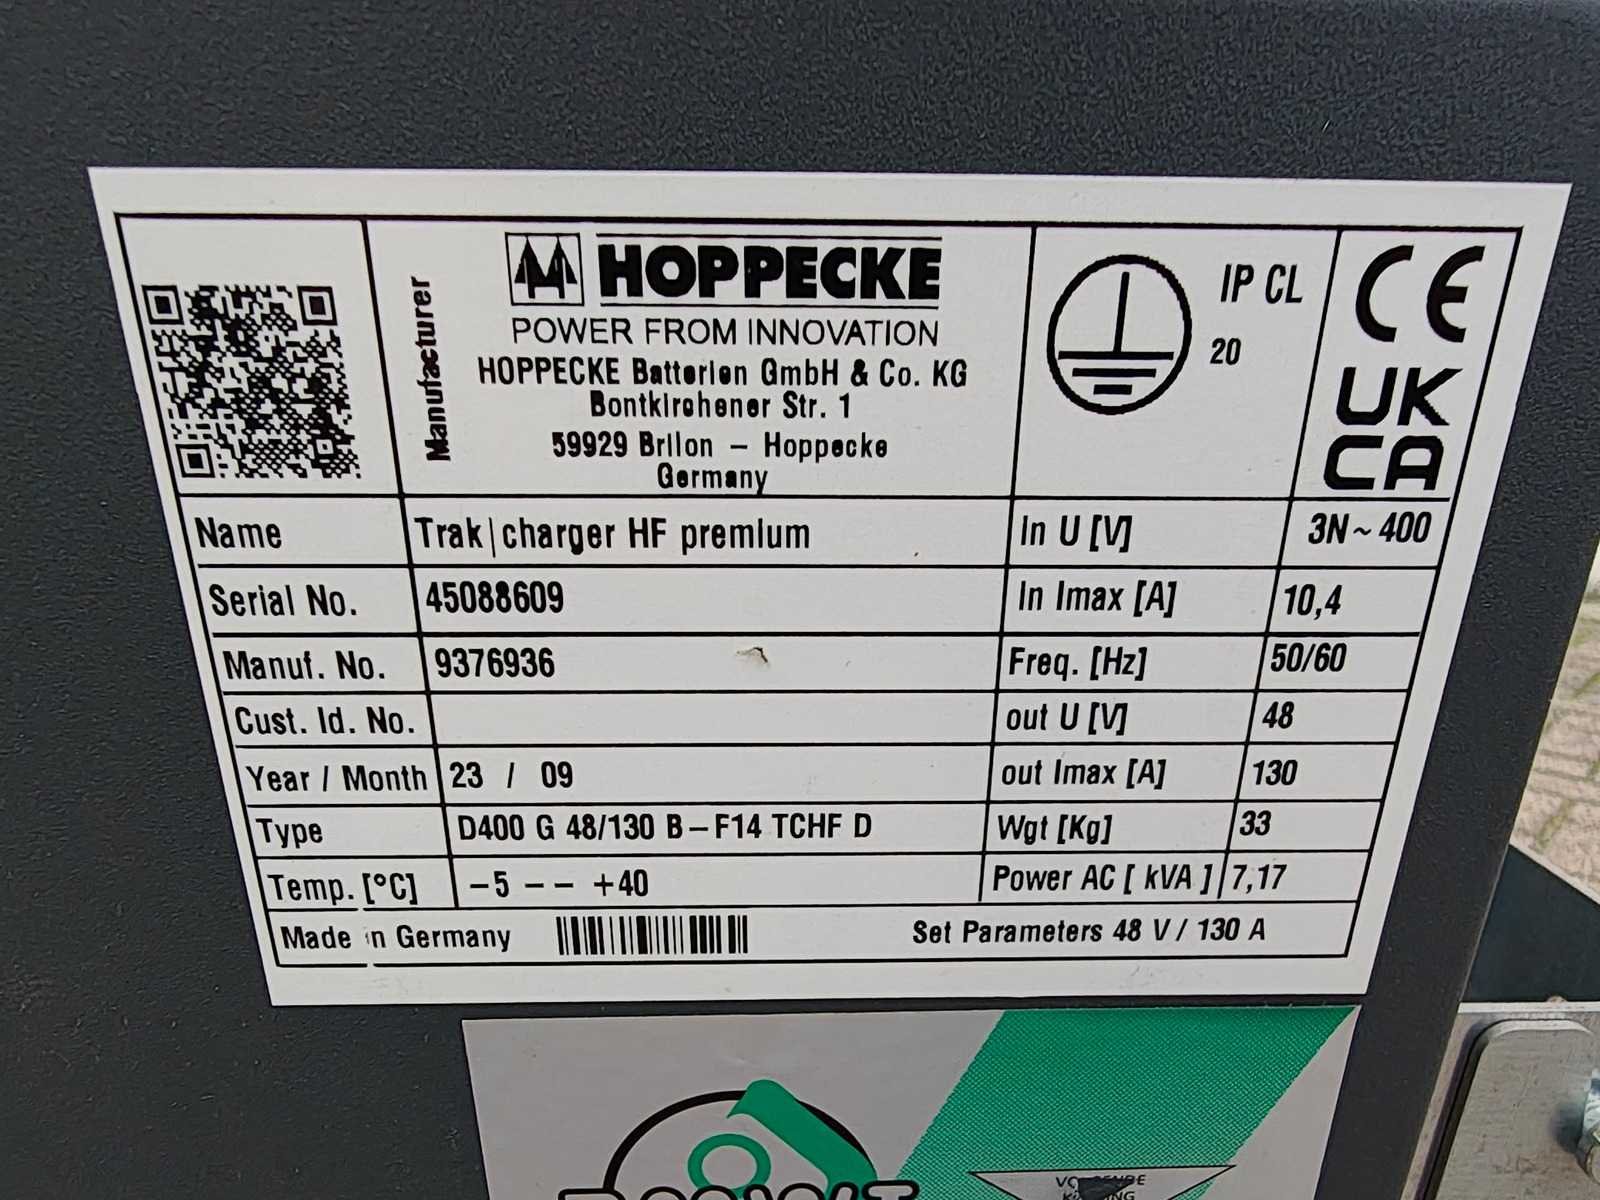 HOPPECKE
POWER FROM INNOVATION
Manufacturer
HOPPECKE Batterien GmbH & Co. KG
Bontkirchener Str. 1
59929 Brilon – Hoppecke
Germany
IP CL
20
CE
UK
CA
Name Trak|charger HF premium In U [V] 3N~400
Serial No. 45088609 In Imax [A] 10,4
Manuf. No. 9376936 Freq. [Hz] 50/60
Cust. Id. No. out U [V] 48
Year / Month 23 / 09 out Imax [A] 130
Type D400 G 48/130 B–F14 TCHF D Wgt [Kg] 33
Temp. [°C] –5 – – +40 Power AC [ kVA ] 7,17
Made in Germany Set Parameters 48 V / 130 A